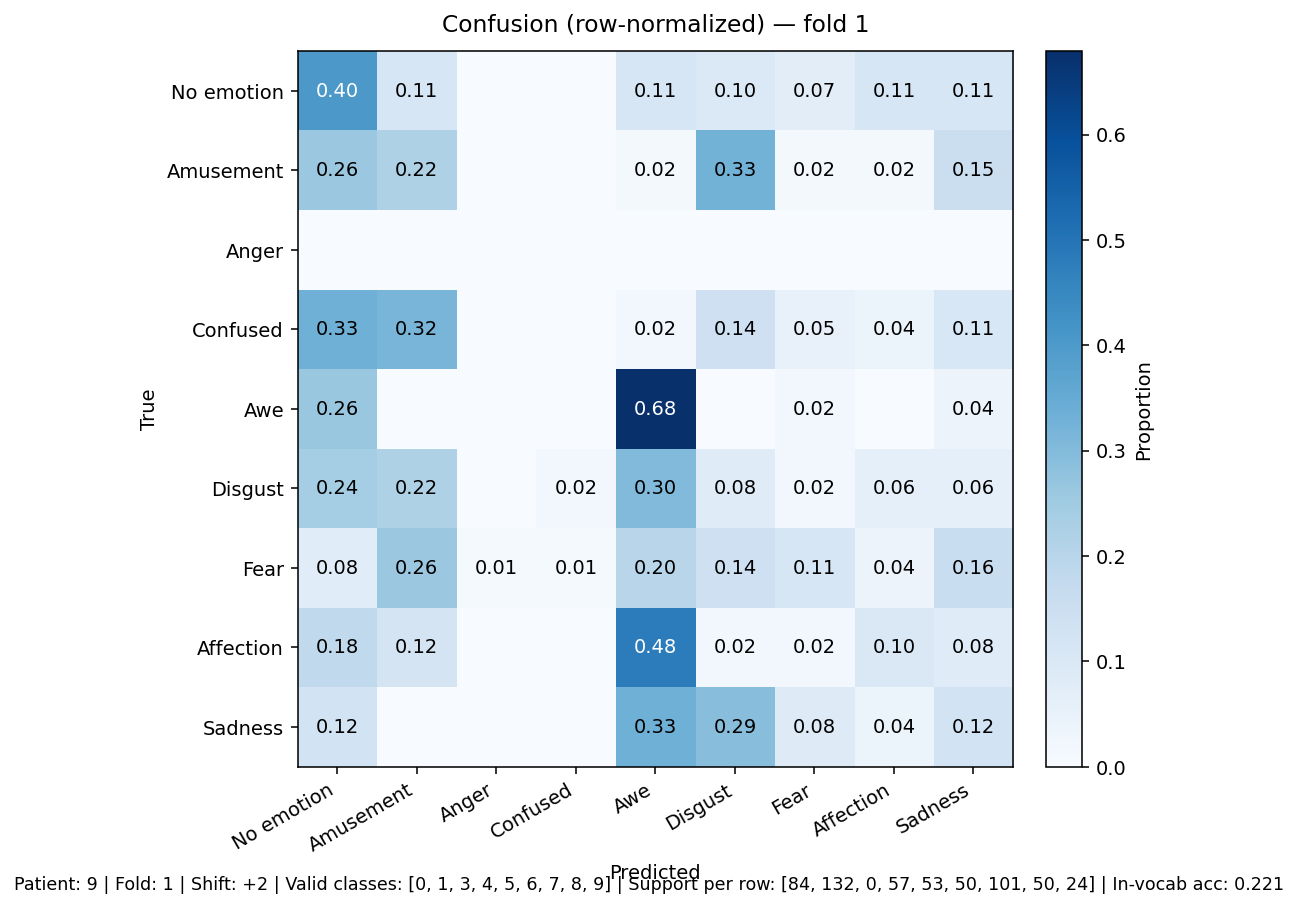 Confusion (row-normalized) — fold 1
No emotion 0.40 0.11 0.11 0.10 0.07 0.11 0.11
Amusement 0.26 0.22 0.02 0.33 0.02 0.02 0.15
Anger
Confused 0.33 0.32 0.02 0.14 0.05 0.04 0.11
Awe 0.26 0.68 0.02 0.04
Disgust 0.24 0.22 0.02 0.30 0.08 0.02 0.06 0.06
Fear 0.08 0.26 0.01 0.01 0.20 0.14 0.11 0.04 0.16
Affection 0.18 0.12 0.48 0.02 0.02 0.10 0.08
Sadness 0.12 0.33 0.29 0.08 0.04 0.12
True
No emotion Amusement Anger Confused Awe Disgust Fear Affection Sadness
Predicted
0.6
0.5
0.4
0.3
0.2
0.1
0.0
Proportion
Patient: 9 | Fold: 1 | Shift: +2 | Valid classes: [0, 1, 3, 4, 5, 6, 7, 8, 9] | Support per row: [84, 132, 0, 57, 53, 50, 101, 50, 24] | In-vocab acc: 0.221